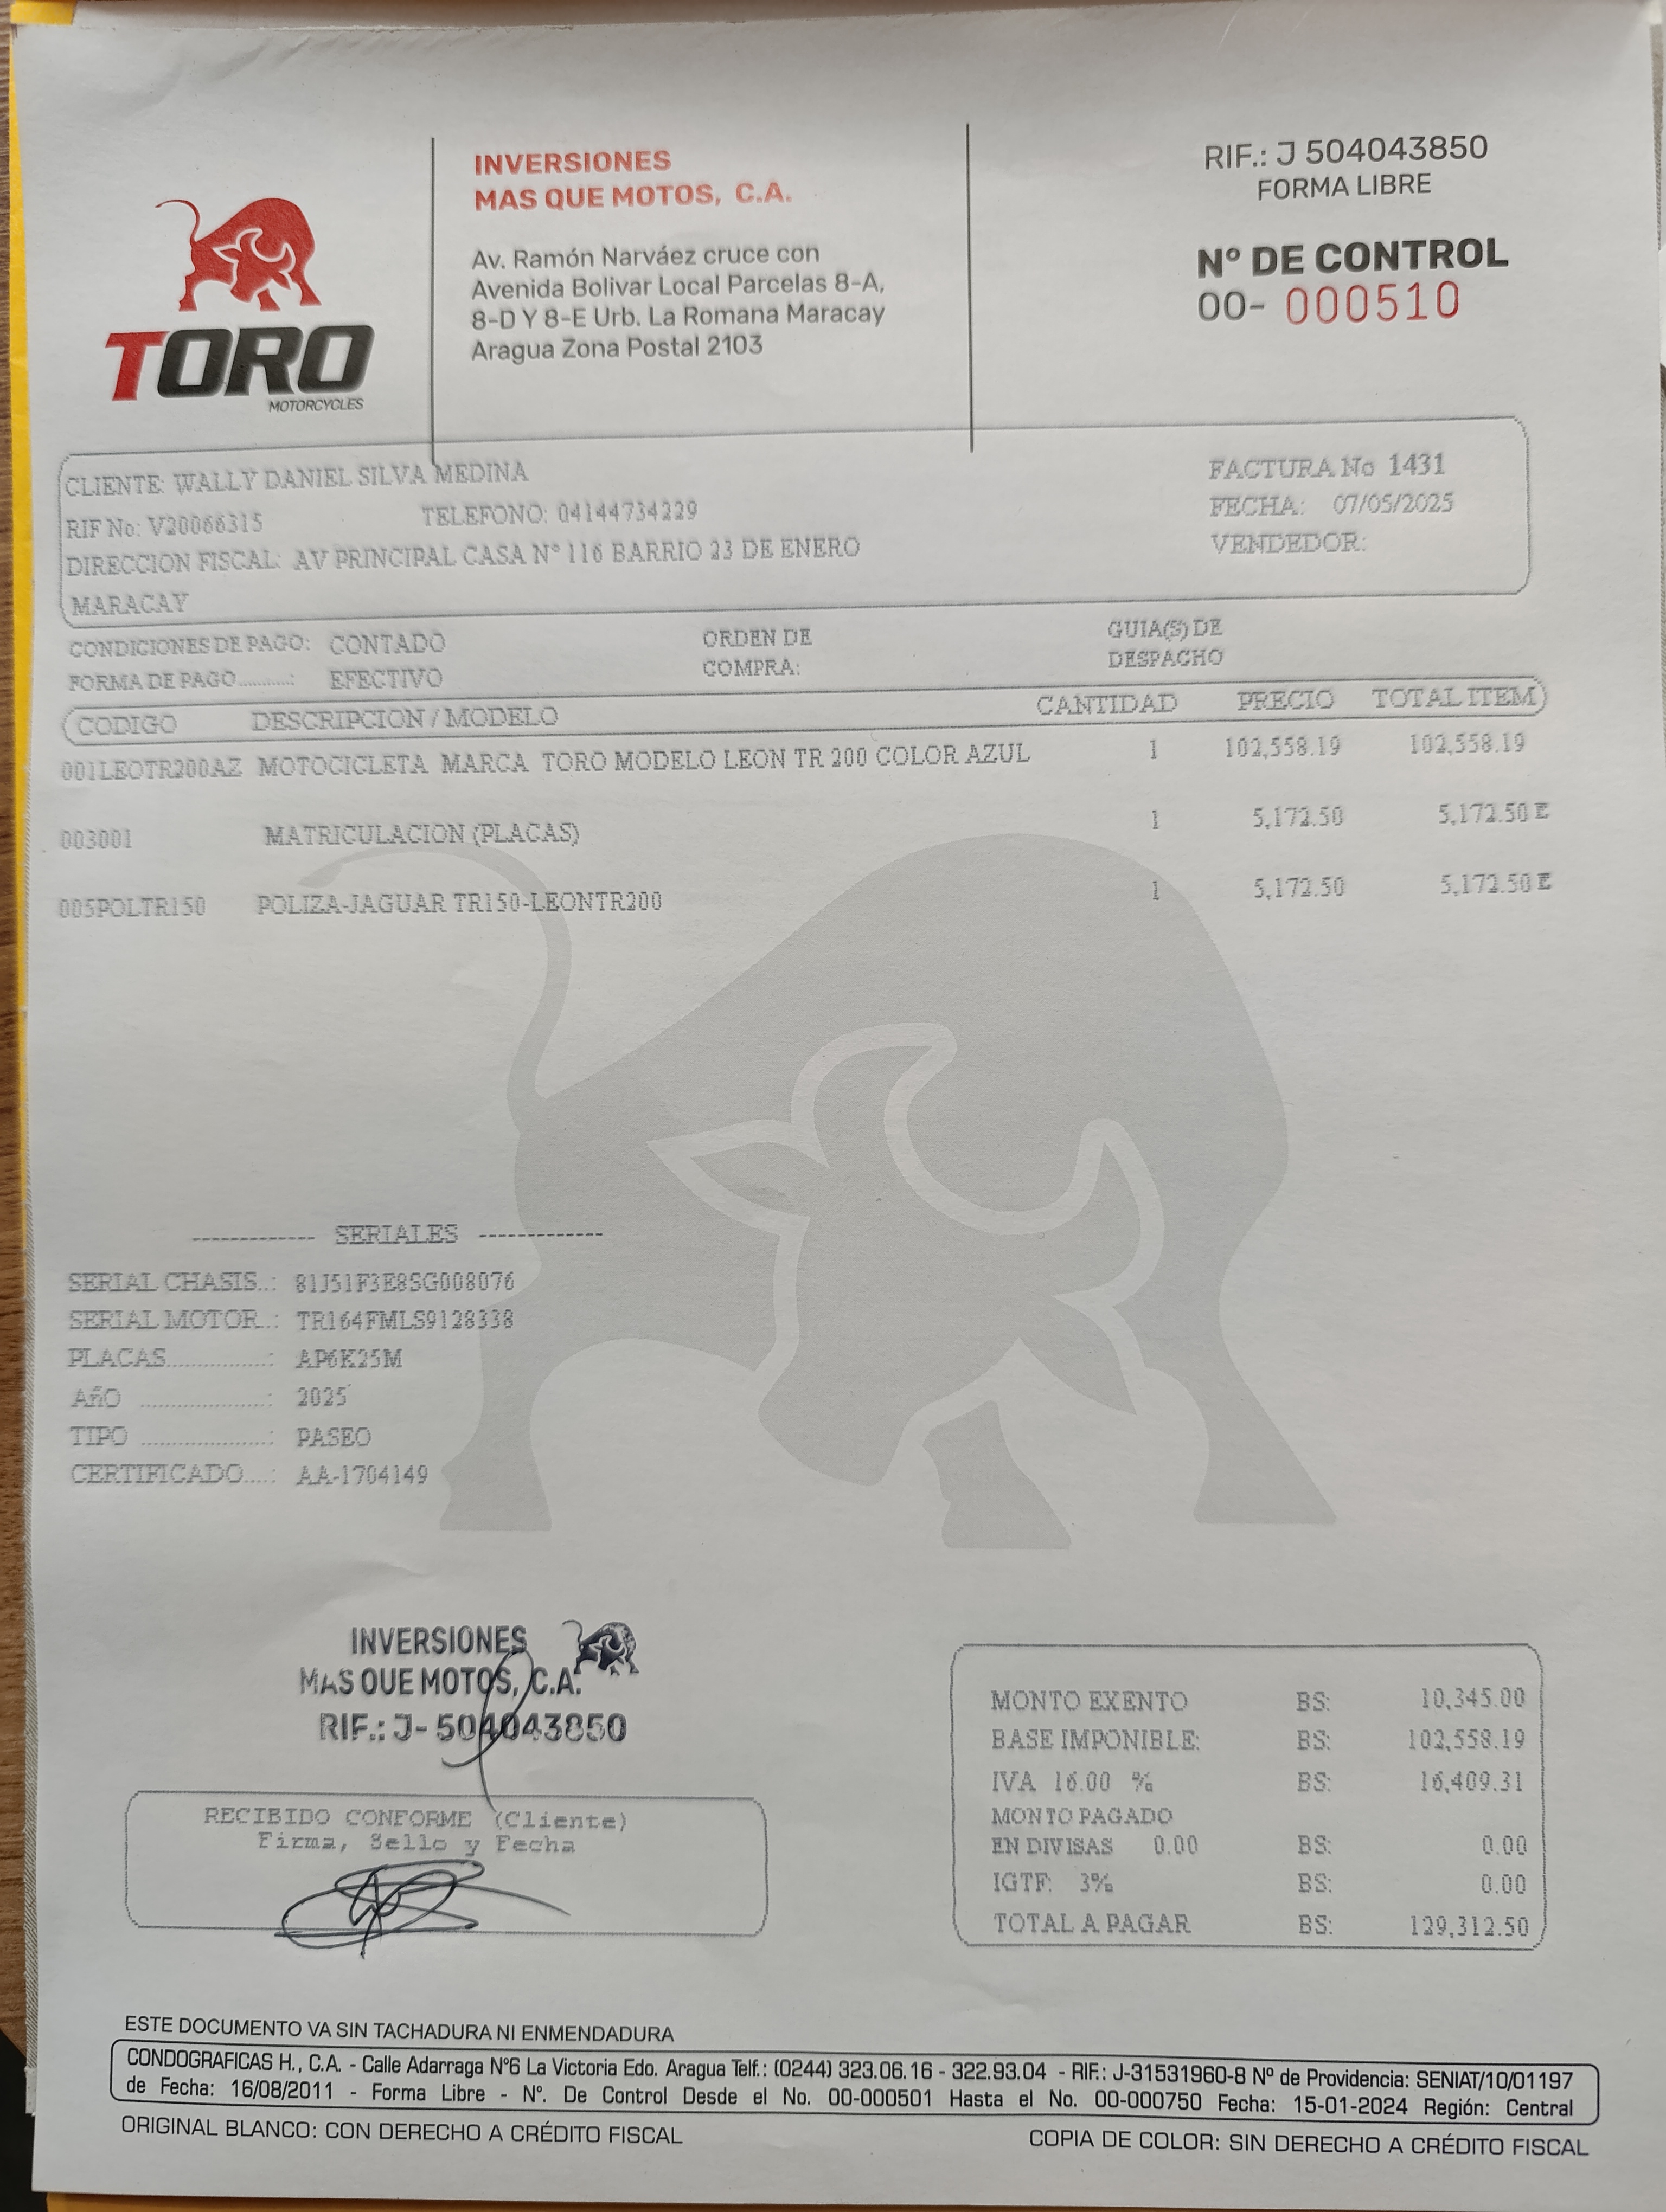 TORO
MOTORCYCLES
INVERSIONES
MAS QUE MOTOS, C.A.
Av. Ramón Narváez cruce con
Avenida Bolivar Local Parcelas 8-A,
8-D Y 8-E Urb. La Romana Maracay
Aragua Zona Postal 2103
RIF.: J 504043850
FORMA LIBRE
Nº DE CONTROL
00- 000510
CLIENTE: WALLY DANIEL SILVA MEDINA
RIF No: V20066315 TELEFONO: 04144734229
DIRECCION FISCAL: AV PRINCIPAL CASA Nº 116 BARRIO 23 DE ENERO
MARACAY
FACTURA No 1431
FECHA: 07/05/2025
VENDEDOR:
CONDICIONES DE PAGO: CONTADO
FORMA DE PAGO..........: EFECTIVO
ORDEN DE
COMPRA:
GUIA(S) DE
DESPACHO
CODIGO DESCRIPCION / MODELO CANTIDAD PRECIO TOTAL ITEM
001LEOTR200AZ MOTOCICLETA MARCA TORO MODELO LEON TR 200 COLOR AZUL 1 102,558.19 102,558.19
003001 MATRICULACION (PLACAS) 1 5,172.50 5,172.50 E
005POLTR150 POLIZA-JAGUAR TR150-LEONTR200 1 5,172.50 5,172.50 E
------------- SERIALES -------------
SERIAL CHASIS..: 81J51F3E8SG008076
SERIAL MOTOR..: TR164FMLS9128338
PLACAS................: AP6K25M
AñO ....................: 2025
TIPO ....................: PASEO
CERTIFICADO....: AA-1704149
INVERSIONES
MAS QUE MOTOS, C.A.
RIF.: J- 504043850
RECIBIDO CONFORME (Cliente)
Firma, Sello y Fecha
MONTO EXENTO BS: 10,345.00
BASE IMPONIBLE: BS: 102,558.19
IVA 16.00 % BS: 16,409.31
MONTO PAGADO
EN DIVISAS 0.00 BS: 0.00
IGTF: 3% BS: 0.00
TOTAL A PAGAR BS: 129,312.50
ESTE DOCUMENTO VA SIN TACHADURA NI ENMENDADURA
CONDOGRAFICAS H., C.A. - Calle Adarraga N°6 La Victoria Edo. Aragua Telf.: (0244) 323.06.16 - 322.93.04 - RIF.: J-31531960-8 Nº de Providencia: SENIAT/10/01197
de Fecha: 16/08/2011 - Forma Libre - N°. De Control Desde el No. 00-000501 Hasta el No. 00-000750 Fecha: 15-01-2024 Región: Central
ORIGINAL BLANCO: CON DERECHO A CRÉDITO FISCAL
COPIA DE COLOR: SIN DERECHO A CRÉDITO FISCAL